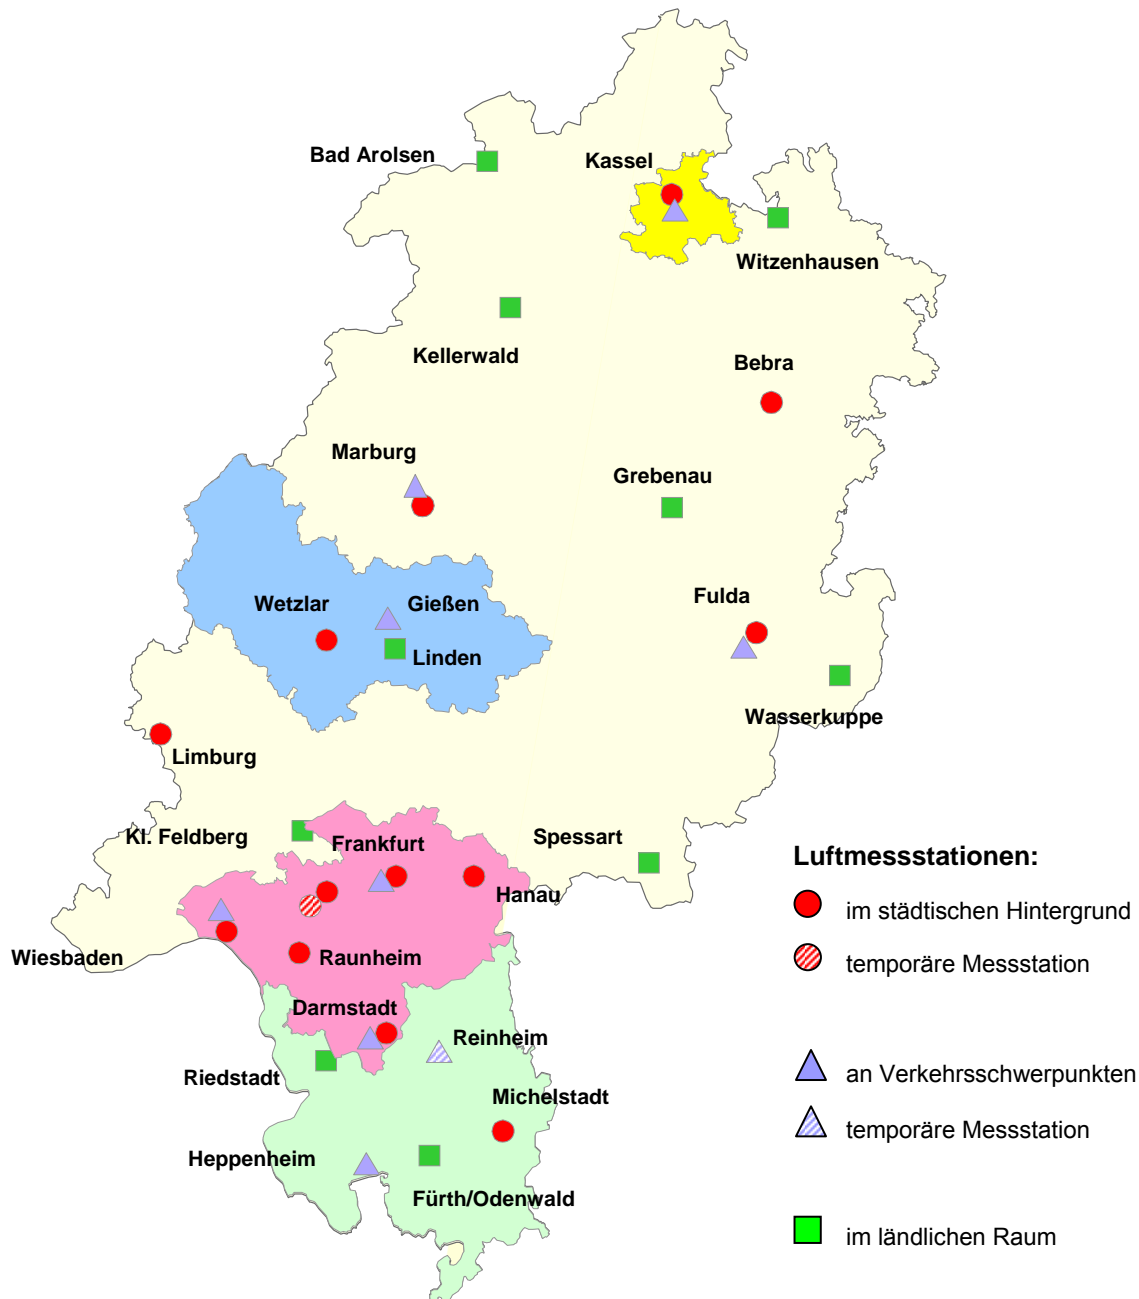 Bad Arolsen
Kassel
Witzenhausen
Kellerwald
Bebra
Marburg
Grebenau
Wetzlar
Gießen
Fulda
Linden
Wasserkuppe
Limburg
Kl. Feldberg
Frankfurt
Spessart
Hanau
Wiesbaden
Raunheim
Darmstadt
Reinheim
Riedstadt
Michelstadt
Heppenheim
Fürth/Odenwald
Luftmessstationen:
im städtischen Hintergrund
temporäre Messstation
an Verkehrsschwerpunkten
temporäre Messstation
im ländlichen Raum